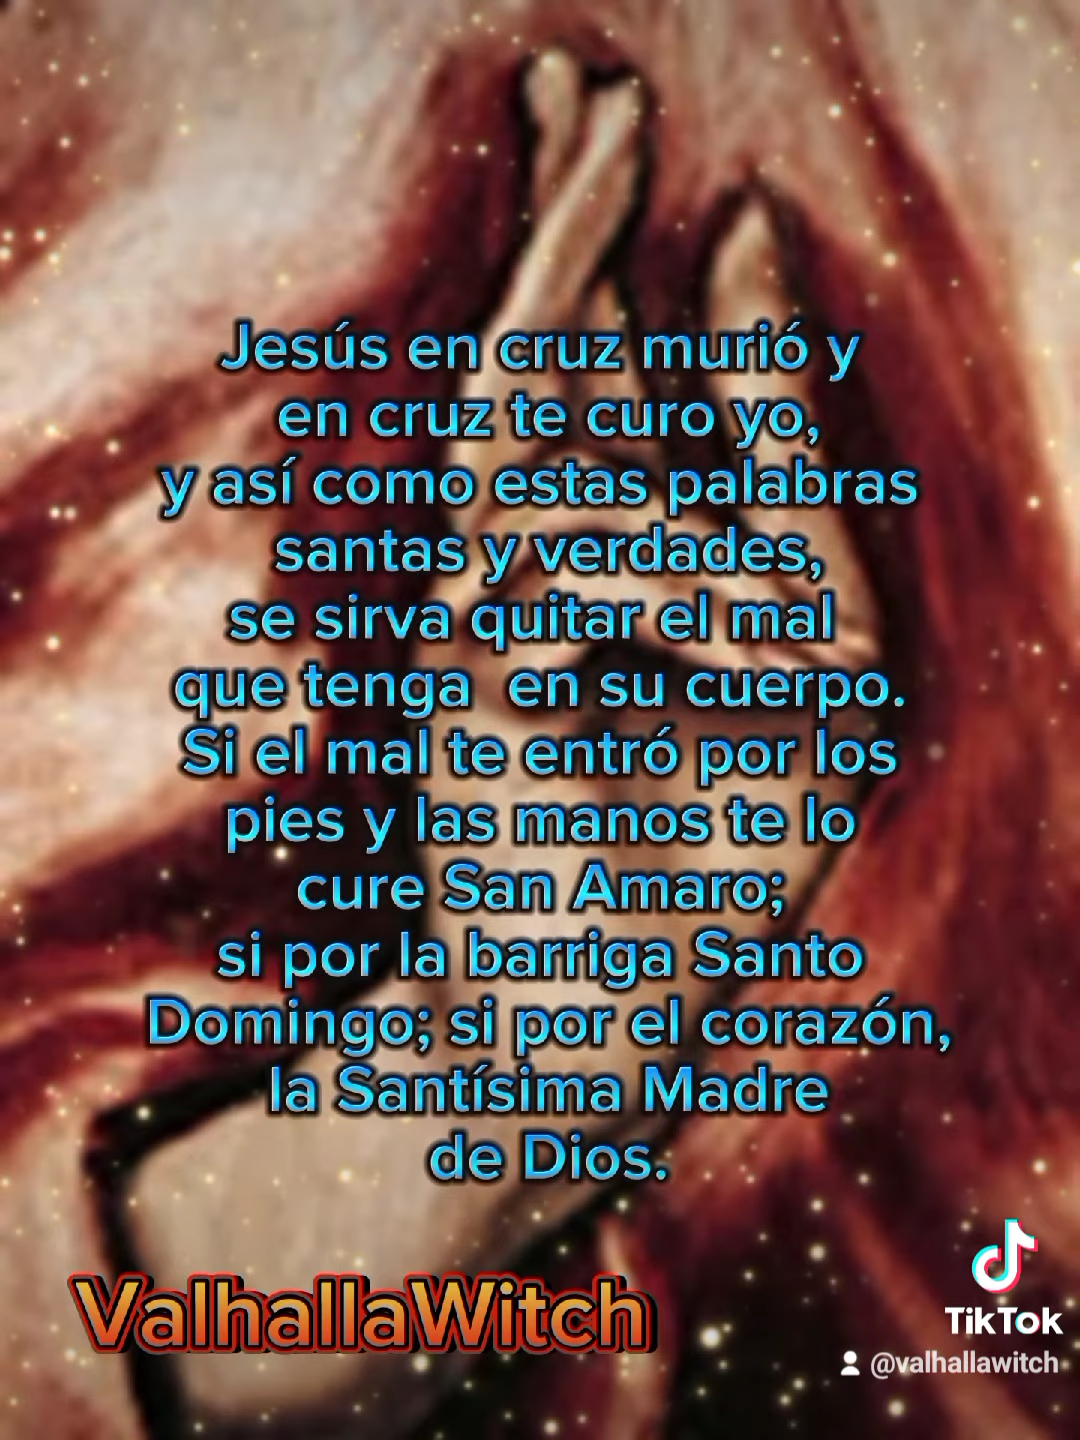 Jesús en cruz murió y
en cruz te curo yo,
y así como estas palabras
santas y verdades,
se sirva quitar el mal
que tenga en su cuerpo.
Si el mal te entró por los
pies y las manos te lo
cure San Amaro;
si por la barriga Santo
Domingo; si por el corazón,
la Santísima Madre
de Dios.
ValhallaWitch
TikTok
@valhallawitch